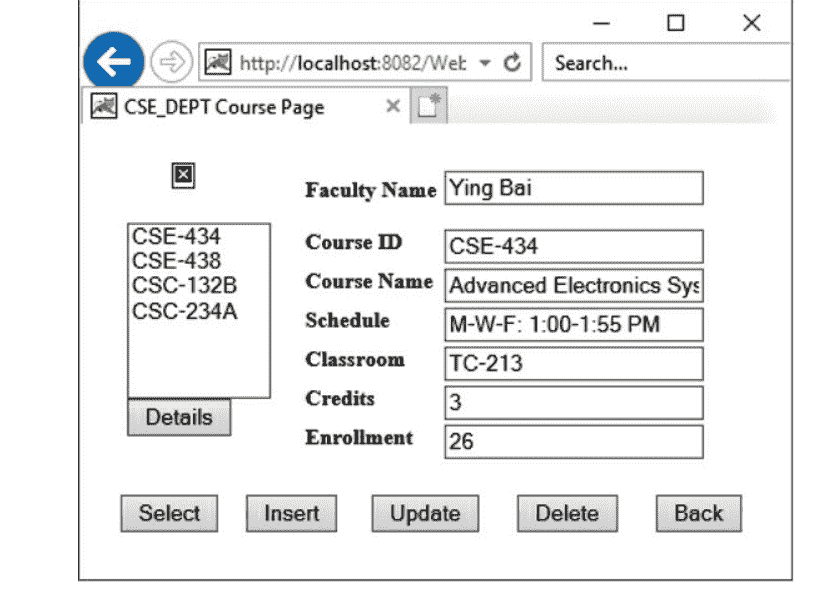 http://localhost:8082/Web
Search...
CSE_DEPT Course Page
Faculty Name Ying Bai
CSE-434
CSE-438
CSC-132B
CSC-234A
Details
Course ID CSE-434
Course Name Advanced Electronics Sys
Schedule M-W-F: 1:00-1:55 PM
Classroom TC-213
Credits 3
Enrollment 26
Select Insert Update Delete Back